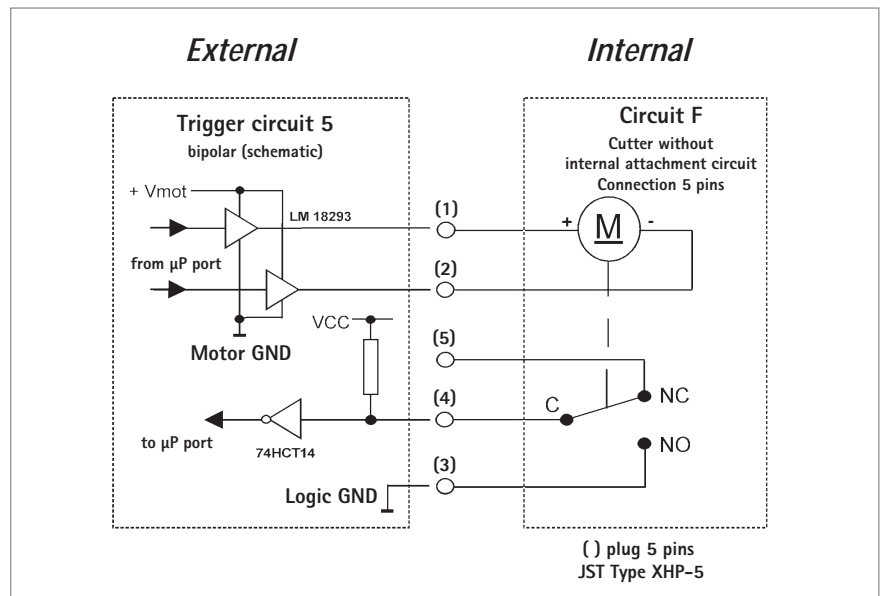 External
Internal
Trigger circuit 5
bipolar (schematic)
Circuit F
Cutter without
internal attachment circuit
Connection 5 pins
+ Vmot
LM 18293
(1)
+
M
-
from µP port
(2)
Motor GND
VCC
(5)
NC
C
(4)
to µP port
74HCT14
NO
(3)
Logic GND
( ) plug 5 pins
JST Type XHP-5